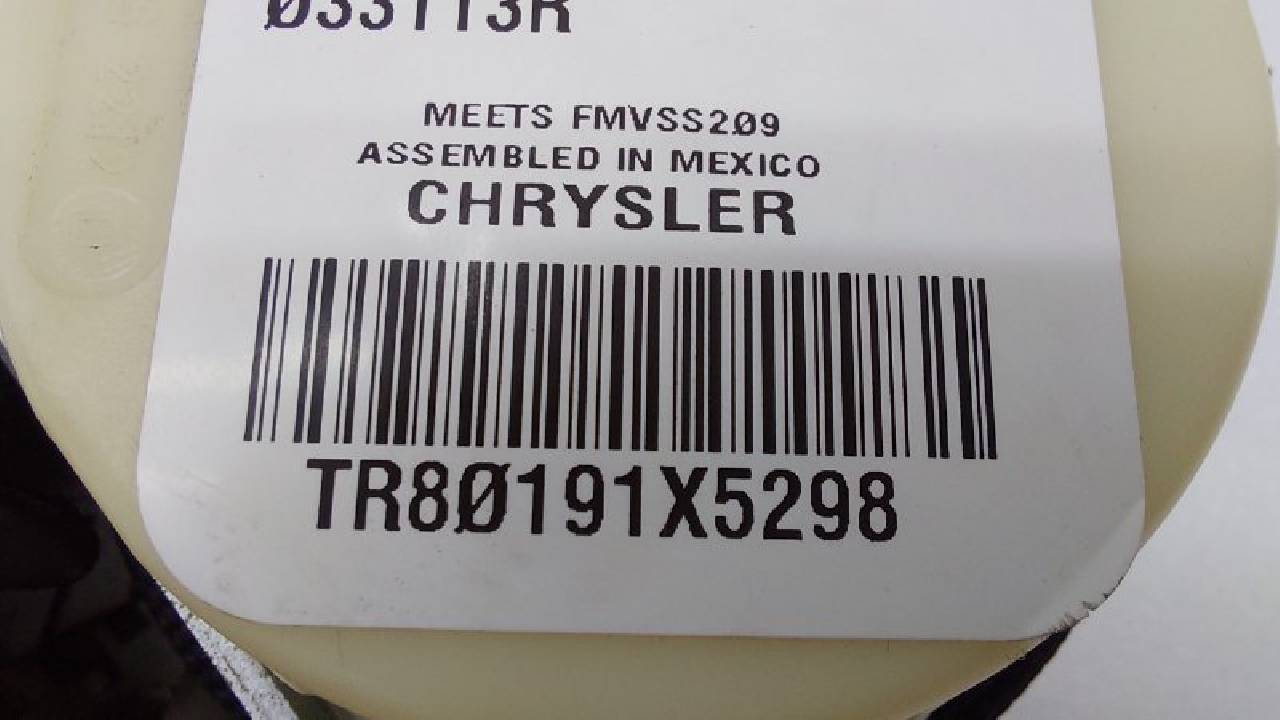 Ø33113R
MEETS FMVSS2Ø9
ASSEMBLED IN MEXICO
CHRYSLER
TR8Ø191X5298